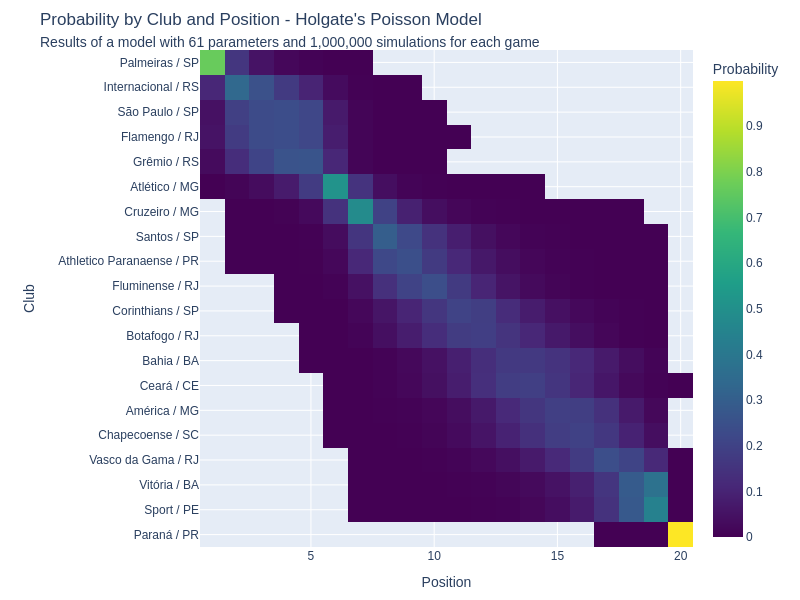 Probability by Club and Position - Holgate's Poisson Model
Results of a model with 61 parameters and 1,000,000 simulations for each game
Probability
Club
Palmeiras / SP
Internacional / RS
São Paulo / SP
Flamengo / RJ
Grêmio / RS
Atlético / MG
Cruzeiro / MG
Santos / SP
Athletico Paranaense / PR
Fluminense / RJ
Corinthians / SP
Botafogo / RJ
Bahia / BA
Ceará / CE
América / MG
Chapecoense / SC
Vasco da Gama / RJ
Vitória / BA
Sport / PE
Paraná / PR
0.9
0.8
0.7
0.6
0.5
0.4
0.3
0.2
0.1
0
5 10 15 20
Position